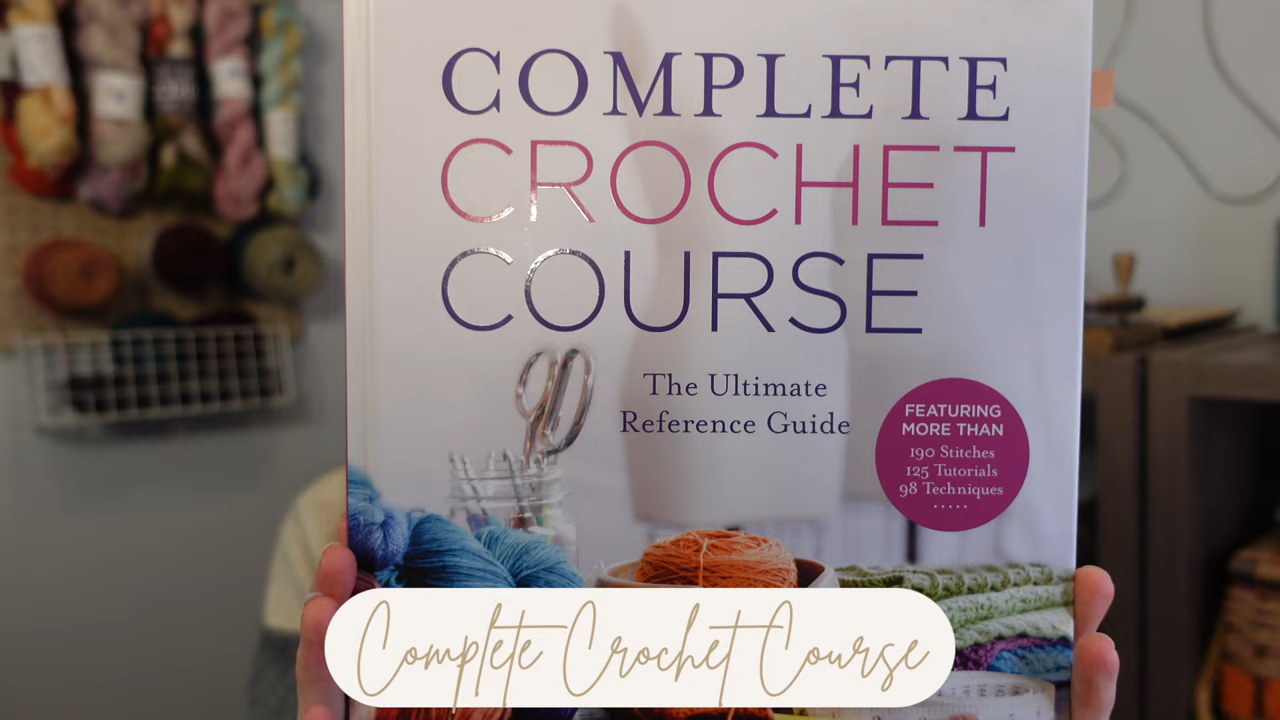 COMPLETE
CROCHET
COURSE
The Ultimate
Reference Guide
FEATURING
MORE THAN
190 Stitches
125 Tutorials
98 Techniques
Complete Crochet Course